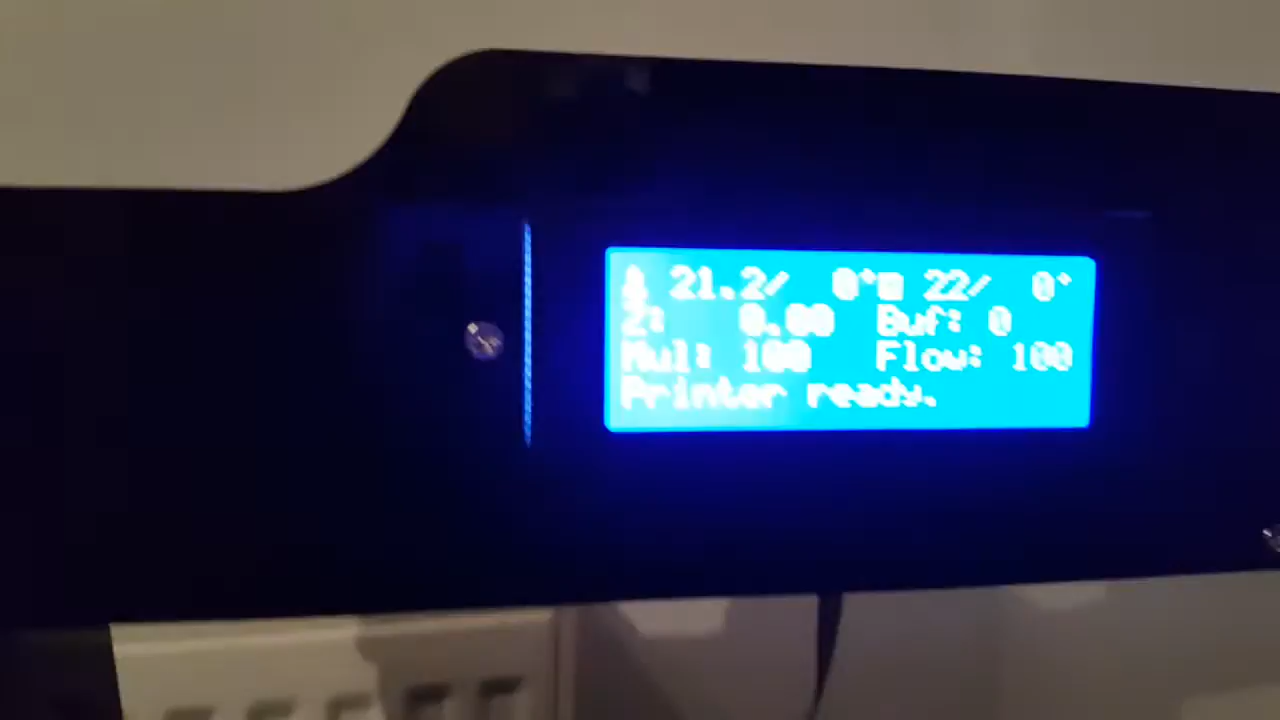 21.2/ 0° 22/ 0°
Z: 0.00 Buf: 0
Mul: 100 Flow: 100
Printer ready.